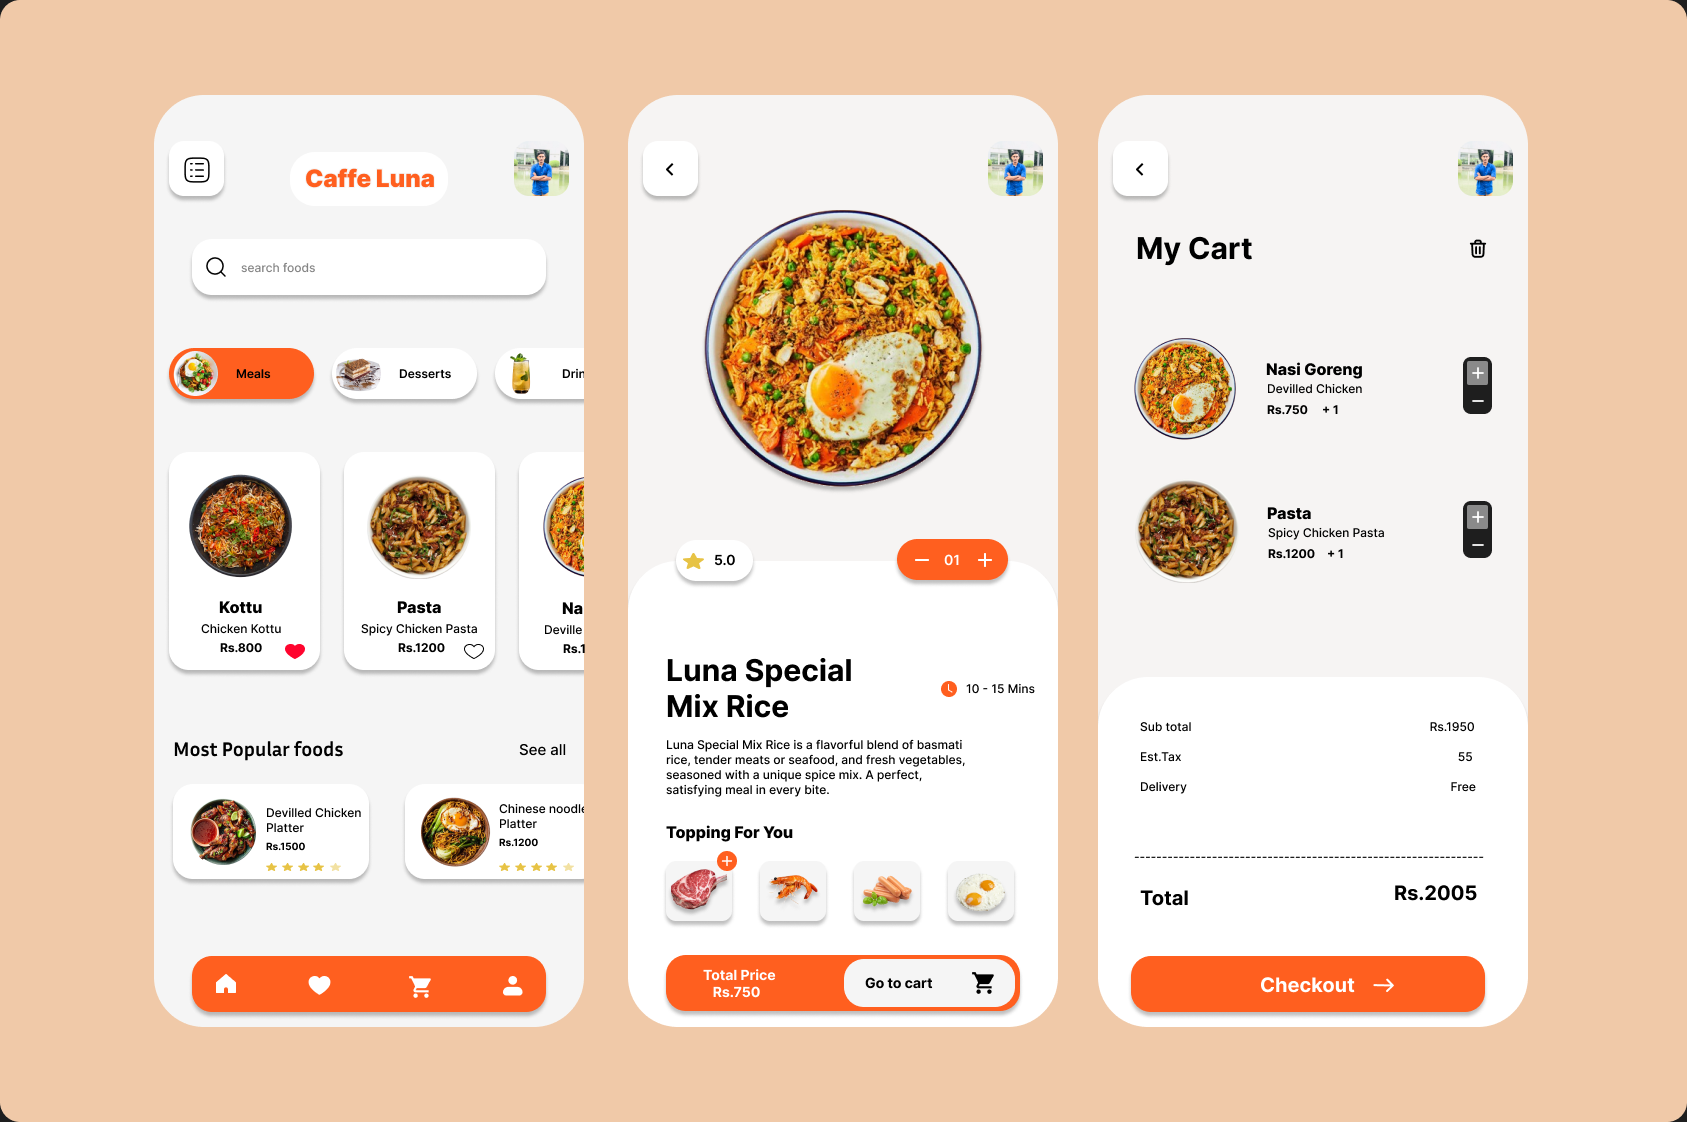 Caffe Luna
search foods
Meals
Desserts
Drin
Kottu
Chicken Kottu
Rs.800
Pasta
Spicy Chicken Pasta
Rs.1200
Na
Deville
Rs.1
Most Popular foods
See all
Devilled Chicken
Platter
Rs.1500
Chinese noodle
Platter
Rs.1200
5.0
01
Luna Special
Mix Rice
10 - 15 Mins
Luna Special Mix Rice is a flavorful blend of basmati
rice, tender meats or seafood, and fresh vegetables,
seasoned with a unique spice mix. A perfect,
satisfying meal in every bite.
Topping For You
Total Price
Rs.750
Go to cart
My Cart
Nasi Goreng
Devilled Chicken
Rs.750 + 1
Pasta
Spicy Chicken Pasta
Rs.1200 + 1
Sub total Rs.1950
Est.Tax 55
Delivery Free
Total Rs.2005
Checkout